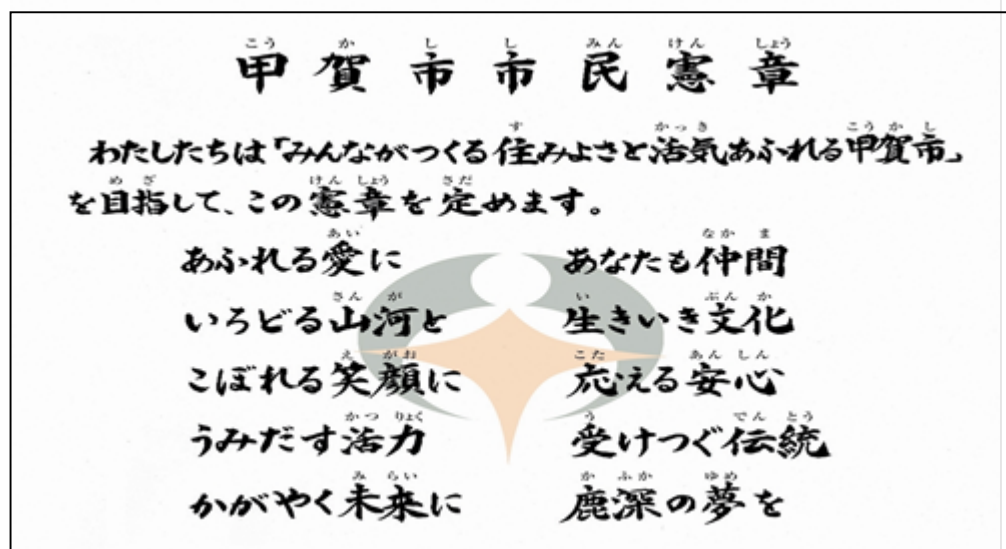 甲賀市市民憲章
わたしたちは「みんながつくる住みよさと活気あふれる甲賀市」
を目指して、この憲章を定めます。
あふれる愛に あなたも仲間
いろどる山河と 生きいき文化
こぼれる笑顔に 応える安心
うみだす活力 受けつぐ伝統
かがやく未来に 鹿深の夢を